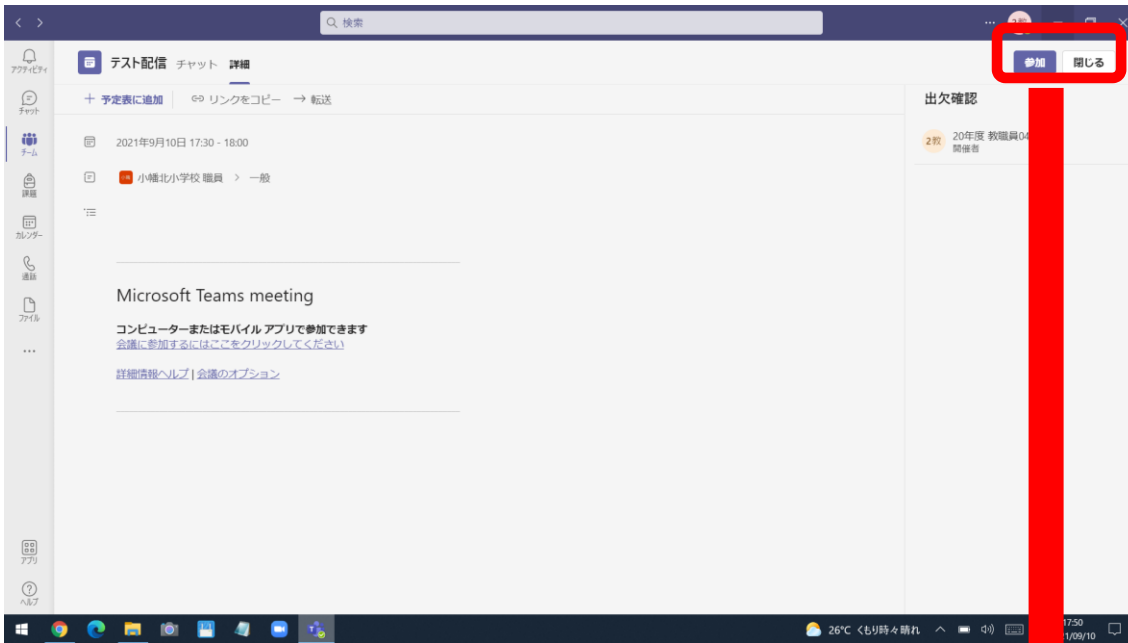 検索
テスト配信 チャット 詳細
参加 閉じる
アクティビティ
チャット
チーム
課題
カレンダー
通話
ファイル
予定表に追加 リンクをコピー 転送
2021年9月10日 17:30 - 18:00
小幡北小学校 職員 > 一般
Microsoft Teams meeting
コンピューターまたはモバイル アプリで参加できます
会議に参加するにはここをクリックしてください
詳細情報ヘルプ | 会議のオプション
出欠確認
2教 20年度 教職員04
開催者
アプリ
ヘルプ
26°C くもり時々晴れ
17:50
1/09/10